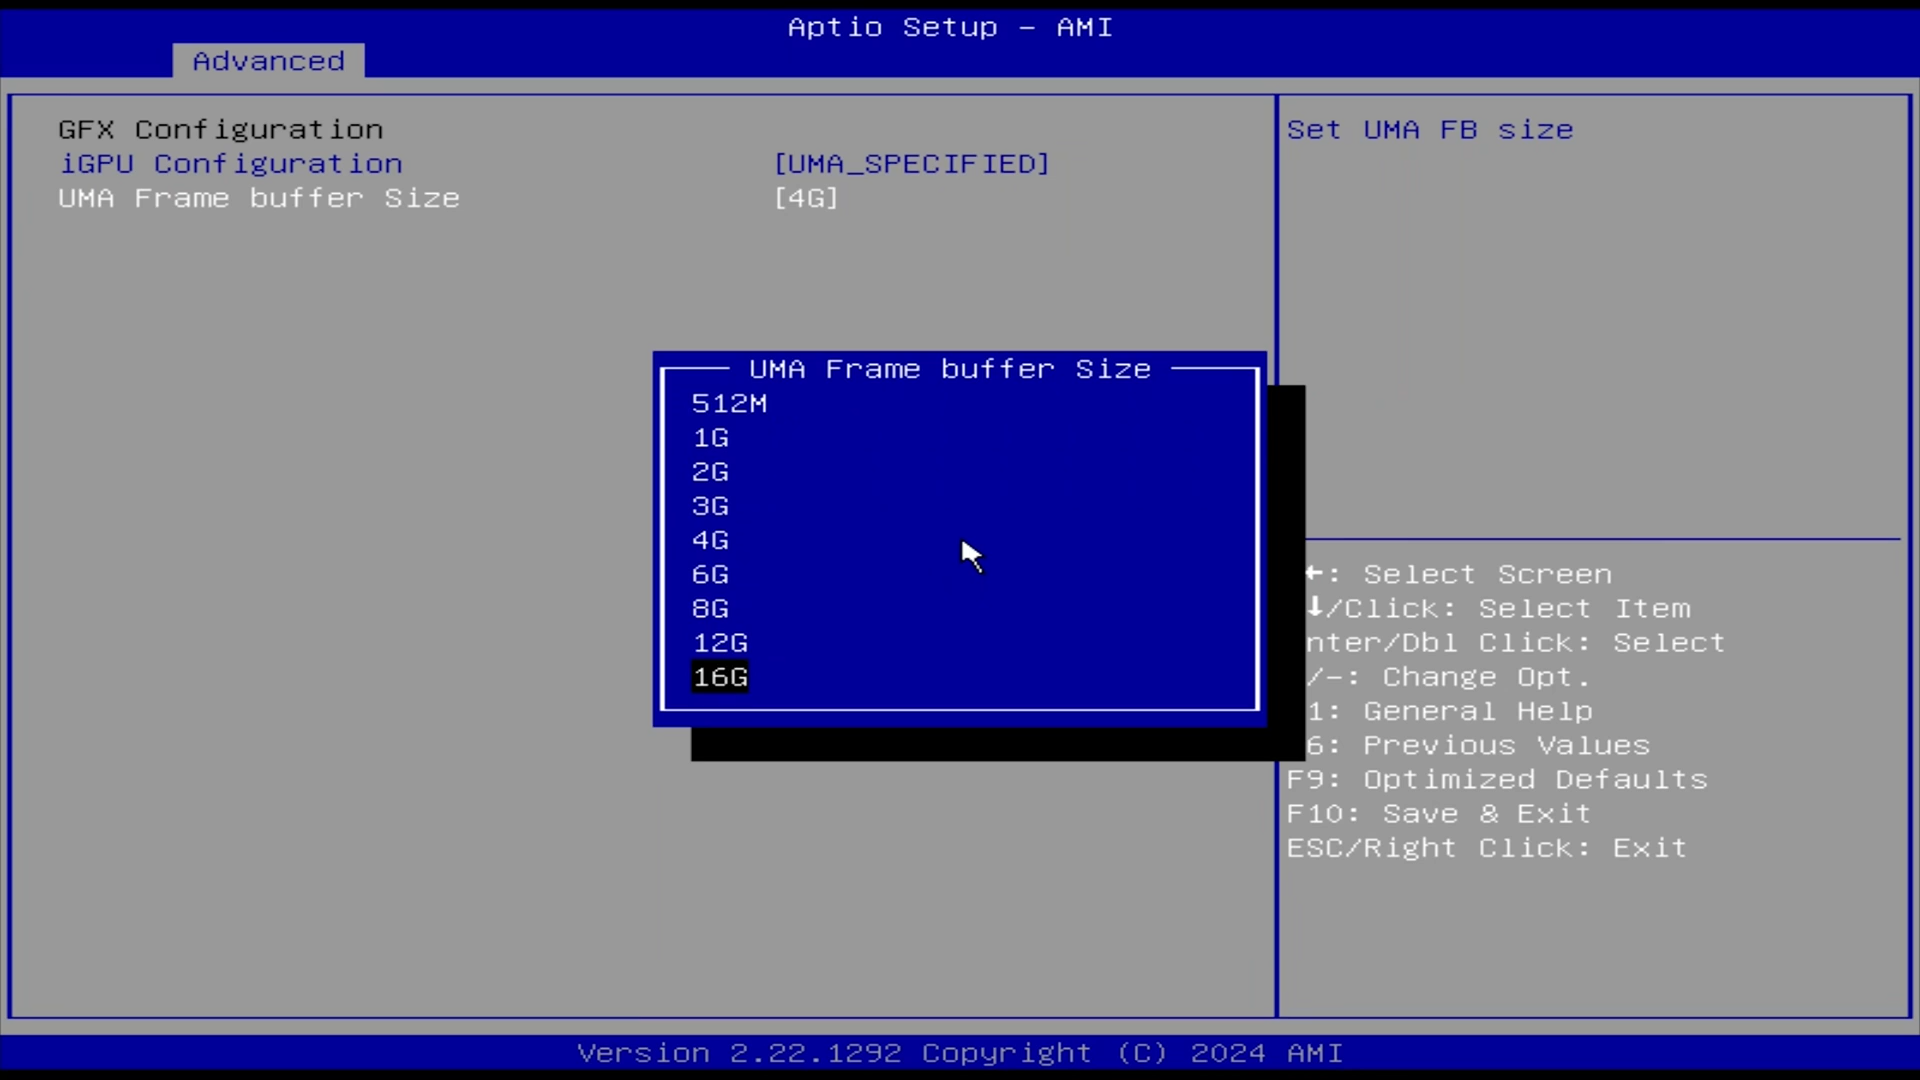 Aptio Setup – AMI
Advanced
GFX Configuration
iGPU Configuration [UMA_SPECIFIED]
UMA Frame buffer Size [4G]
Set UMA FB size
UMA Frame buffer Size
512M
1G
2G
3G
4G
6G
8G
12G
16G
←: Select Screen
↓/Click: Select Item
nter/Dbl Click: Select
/–: Change Opt.
1: General Help
6: Previous Values
F9: Optimized Defaults
F10: Save & Exit
ESC/Right Click: Exit
Version 2.22.1292 Copyright (C) 2024 AMI